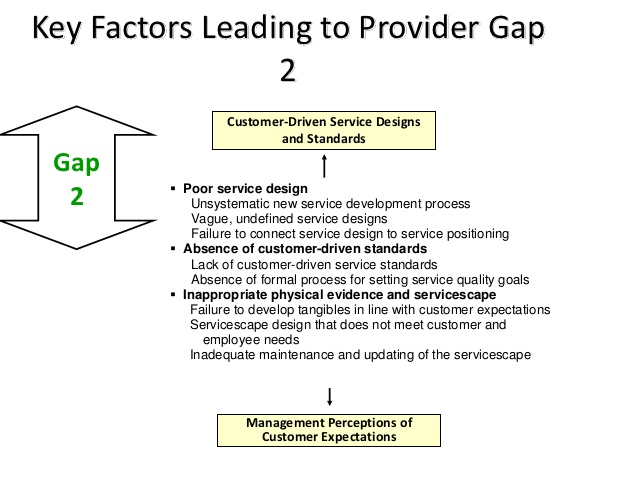 Key Factors Leading to Provider Gap
2
Customer-Driven Service Designs
and Standards
Gap
2
▪ Poor service design
Unsystematic new service development process
Vague, undefined service designs
Failure to connect service design to service positioning
▪ Absence of customer-driven standards
Lack of customer-driven service standards
Absence of formal process for setting service quality goals
▪ Inappropriate physical evidence and servicescape
Failure to develop tangibles in line with customer expectations
Servicescape design that does not meet customer and
employee needs
Inadequate maintenance and updating of the servicescape
Management Perceptions of
Customer Expectations